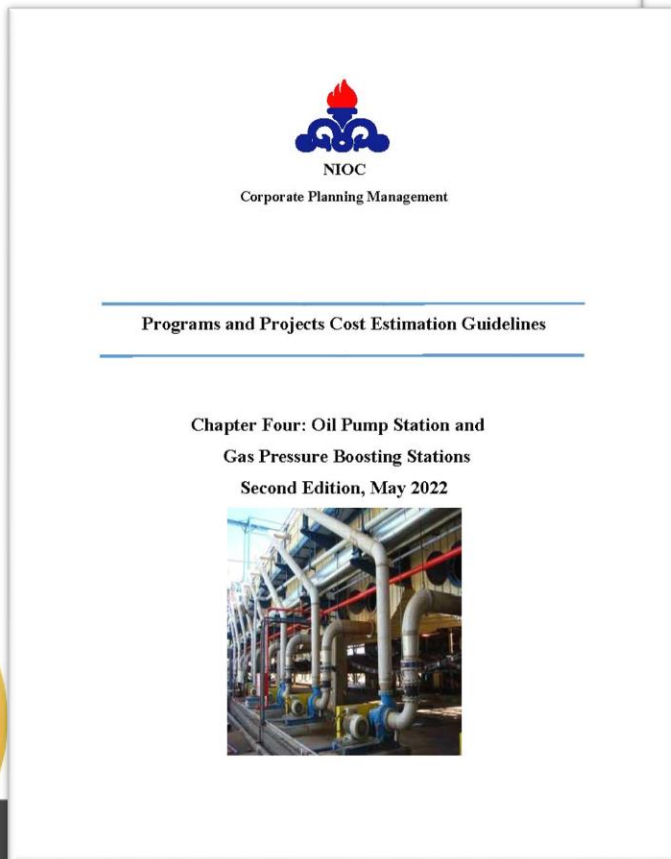 NIOC
Corporate Planning Management
Programs and Projects Cost Estimation Guidelines
Chapter Four: Oil Pump Station and
Gas Pressure Boosting Stations
Second Edition, May 2022